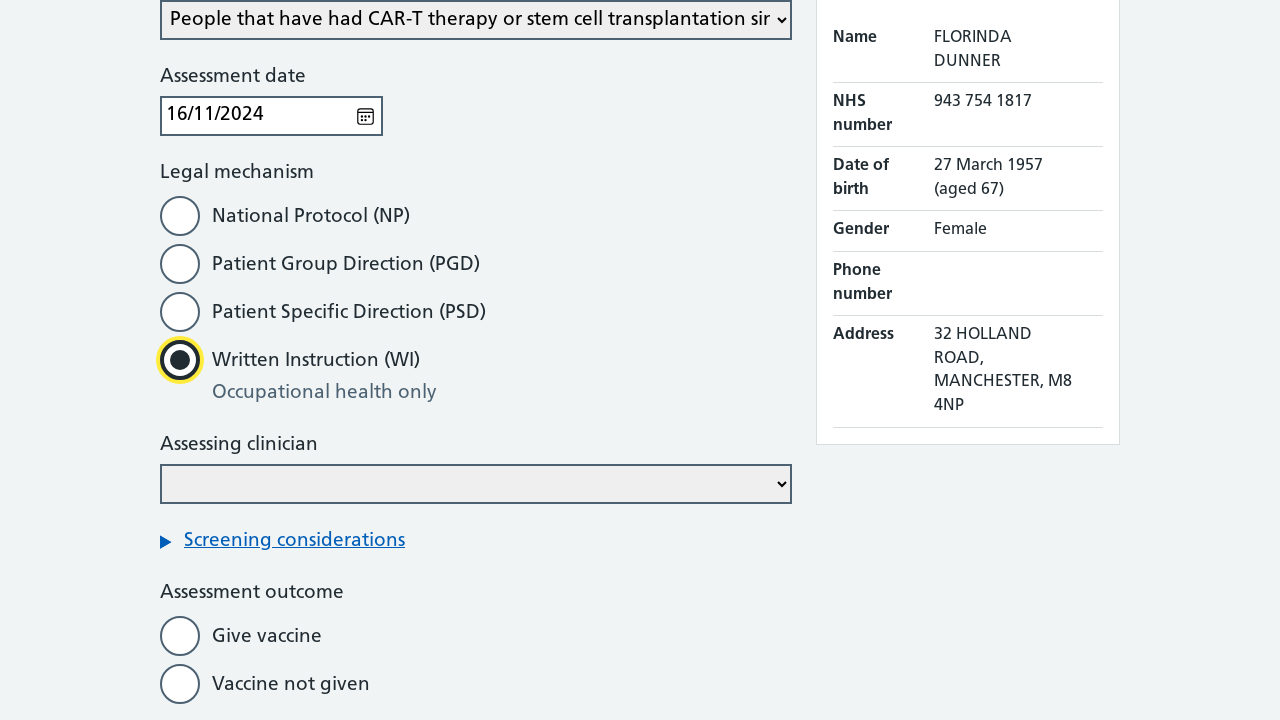 People that have had CAR-T therapy or stem cell transplantation sir
Assessment date
16/11/2024
Legal mechanism
National Protocol (NP)
Patient Group Direction (PGD)
Patient Specific Direction (PSD)
Written Instruction (WI)
Occupational health only
Assessing clinician
Screening considerations
Assessment outcome
Give vaccine
Vaccine not given
Name FLORINDA
DUNNER
NHS 943 754 1817
number
Date of 27 March 1957
birth (aged 67)
Gender Female
Phone
number
Address 32 HOLLAND
ROAD,
MANCHESTER, M8
4NP